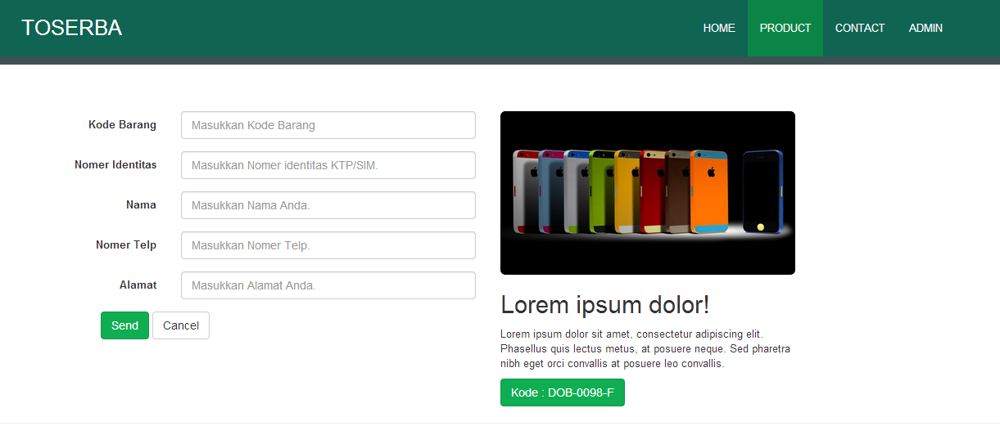 TOSERBA
HOME
PRODUCT
CONTACT
ADMIN
Kode Barang
Masukkan Kode Barang
Nomer Identitas
Masukkan Nomer identitas KTP/SIM.
Nama
Masukkan Nama Anda.
Nomer Telp
Masukkan Nomer Telp.
Alamat
Masukkan Alamat Anda.
Send
Cancel
Lorem ipsum dolor!
Lorem ipsum dolor sit amet, consectetur adipiscing elit.
Phasellus quis lectus metus, at posuere neque. Sed pharetra
nibh eget orci convallis at posuere leo convallis.
Kode : DOB-0098-F